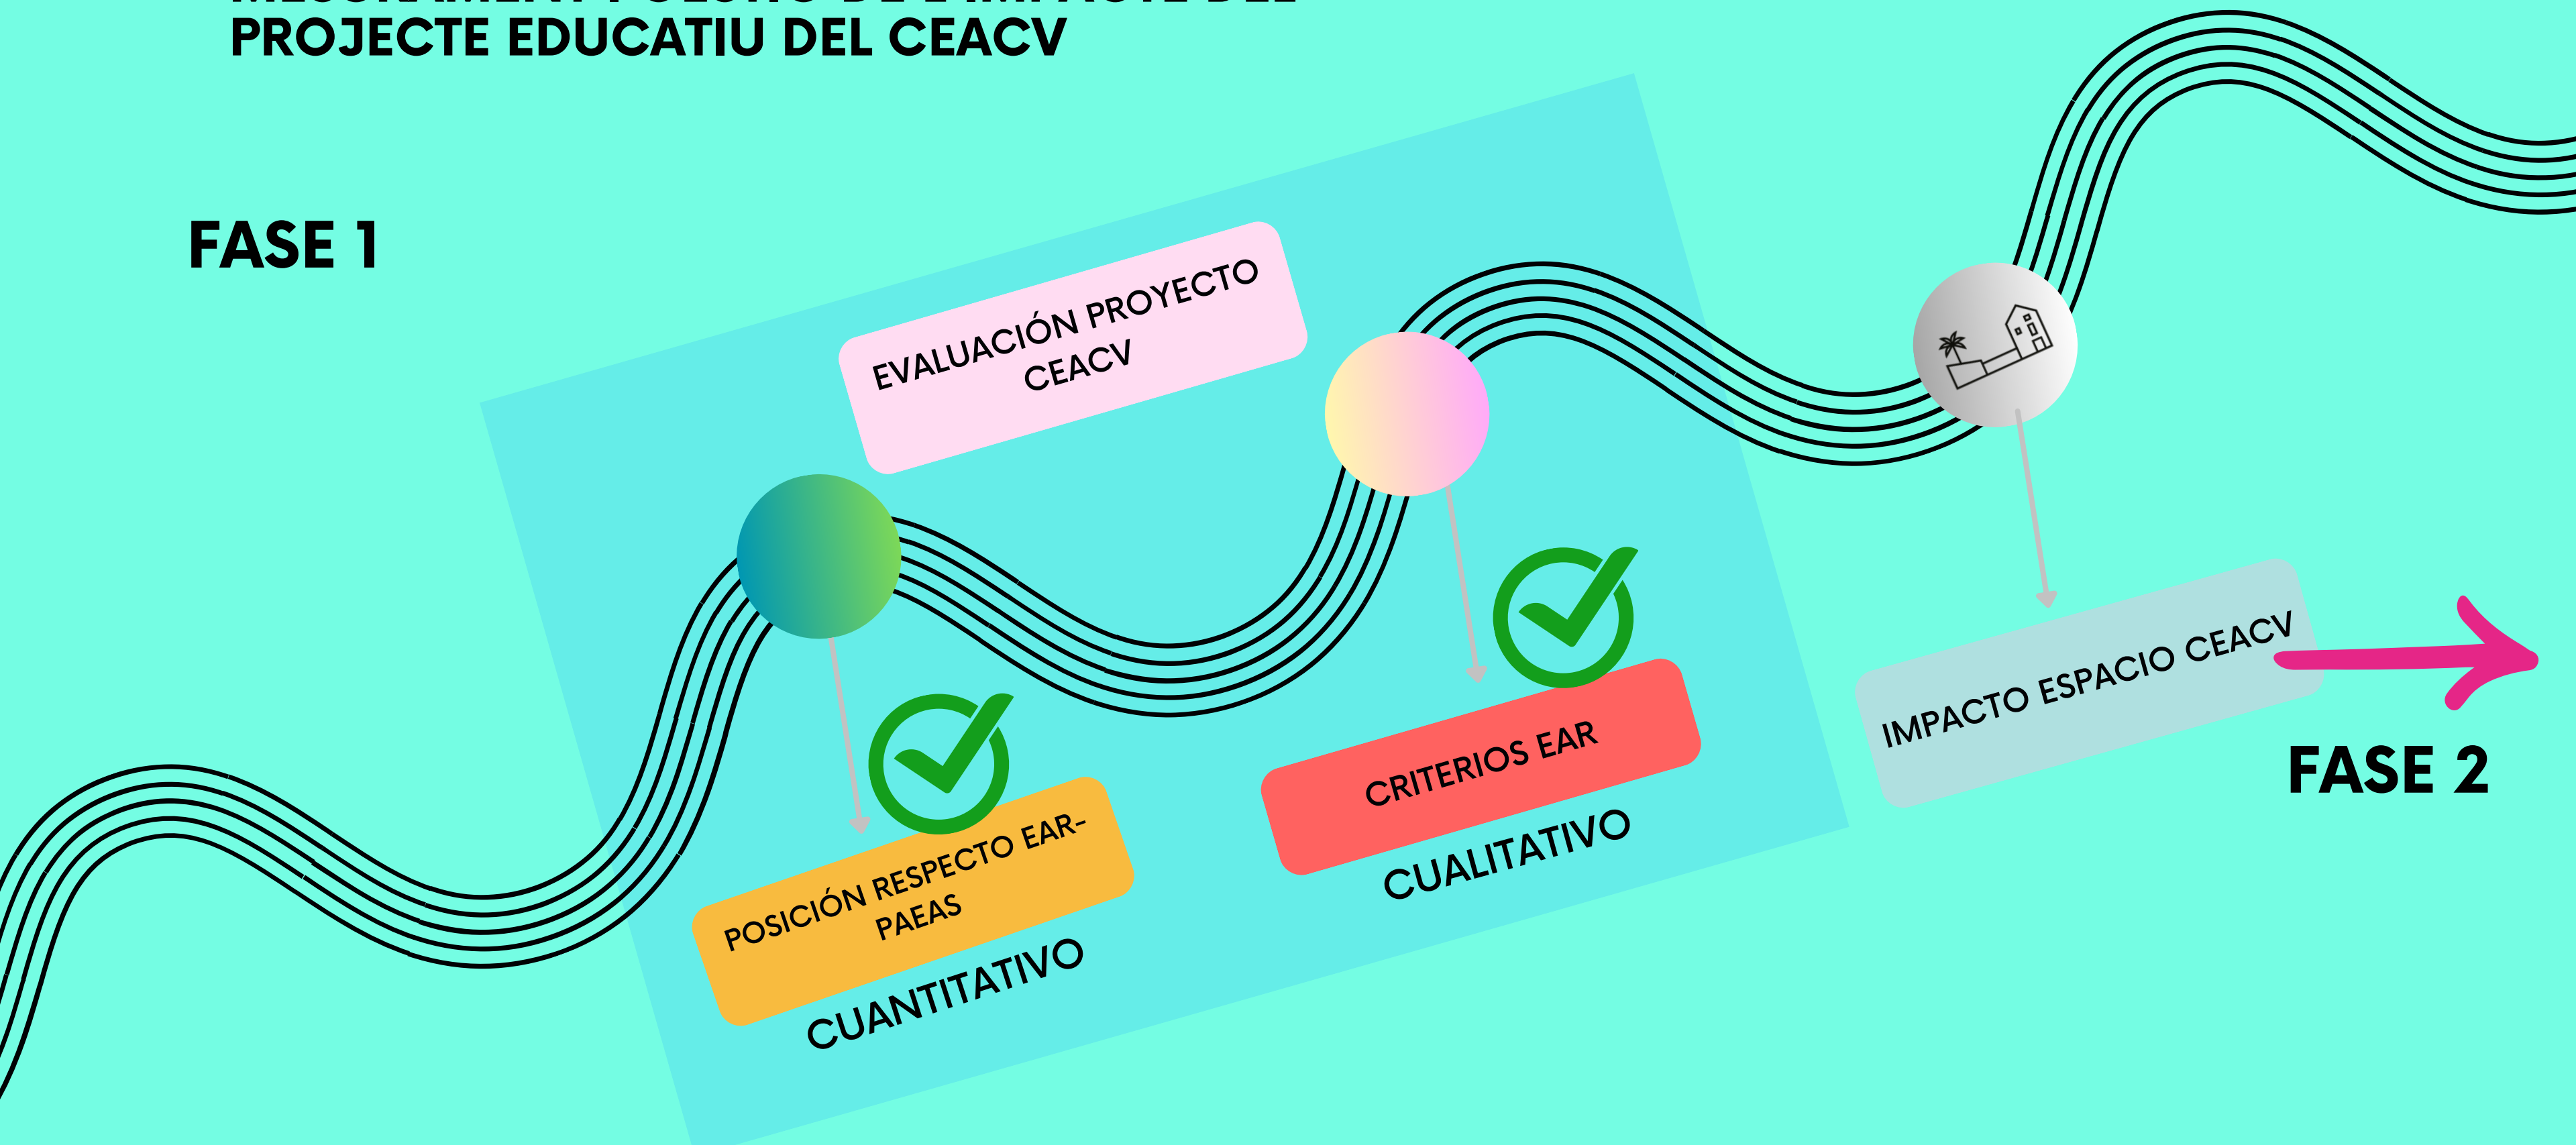 PROJECTE EDUCATIU DEL CEACV
FASE 1
EVALUACIÓN PROYECTO
CEACV
POSICIÓN RESPECTO EAR-
PAEAS
CUANTITATIVO
CRITERIOS EAR
CUALITATIVO
IMPACTO ESPACIO CEACV
FASE 2